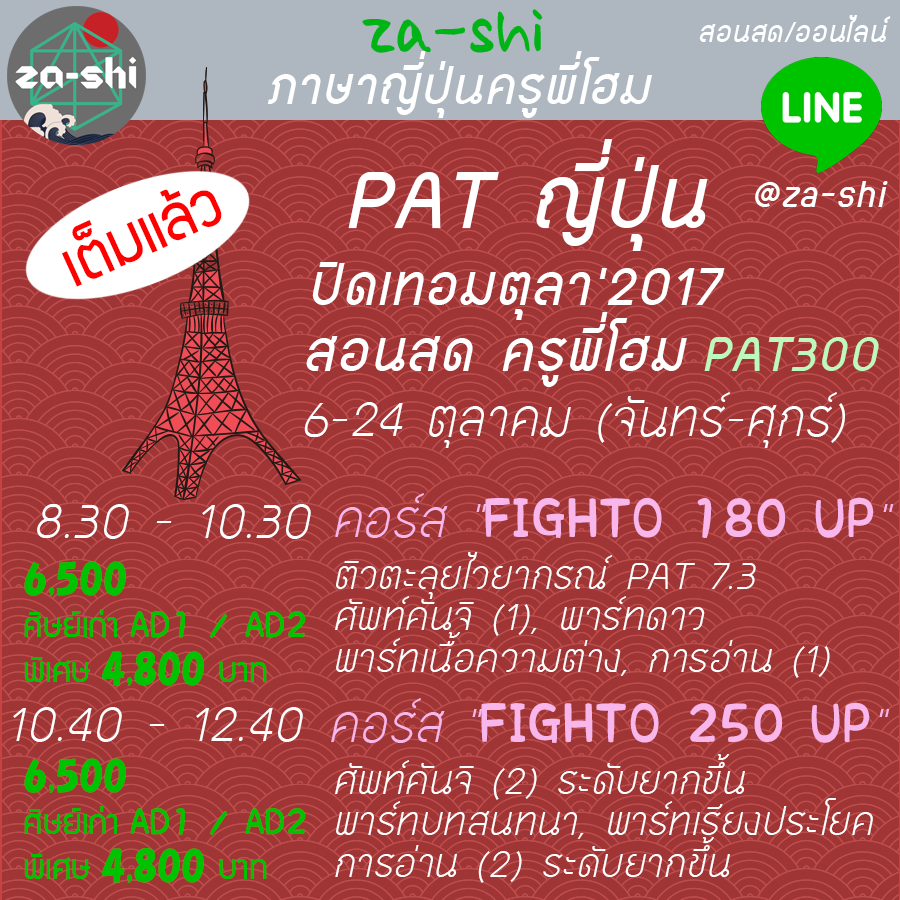 za-shi
za-shi
สอนสด/ออนไลน์
ภาษาญี่ปุ่นครูพี่โฮม
LINE
@za-shi
เต็มแล้ว
PAT ญี่ปุ่น
ปิดเทอมตุลา'2017
สอนสด ครูพี่โฮม PAT300
6-24 ตุลาคม (จันทร์-ศุกร์)
8.30 - 10.30 คอร์ส "FIGHTO 180 UP"
6,500
ศิษย์เก่า AD1 / AD2
พิเศษ 4,800 บาท
ติวตะลุยไวยากรณ์ PAT 7.3
ศัพท์คันจิ (1), พาร์ทดาว
พาร์ทเนื้อความต่าง, การอ่าน (1)
10.40 - 12.40 คอร์ส "FIGHTO 250 UP"
6,500
ศิษย์เก่า AD1 / AD2
พิเศษ 4,800 บาท
ศัพท์คันจิ (2) ระดับยากขึ้น
พาร์ทบทสนทนา, พาร์ทเรียงประโยค
การอ่าน (2) ระดับยากขึ้น